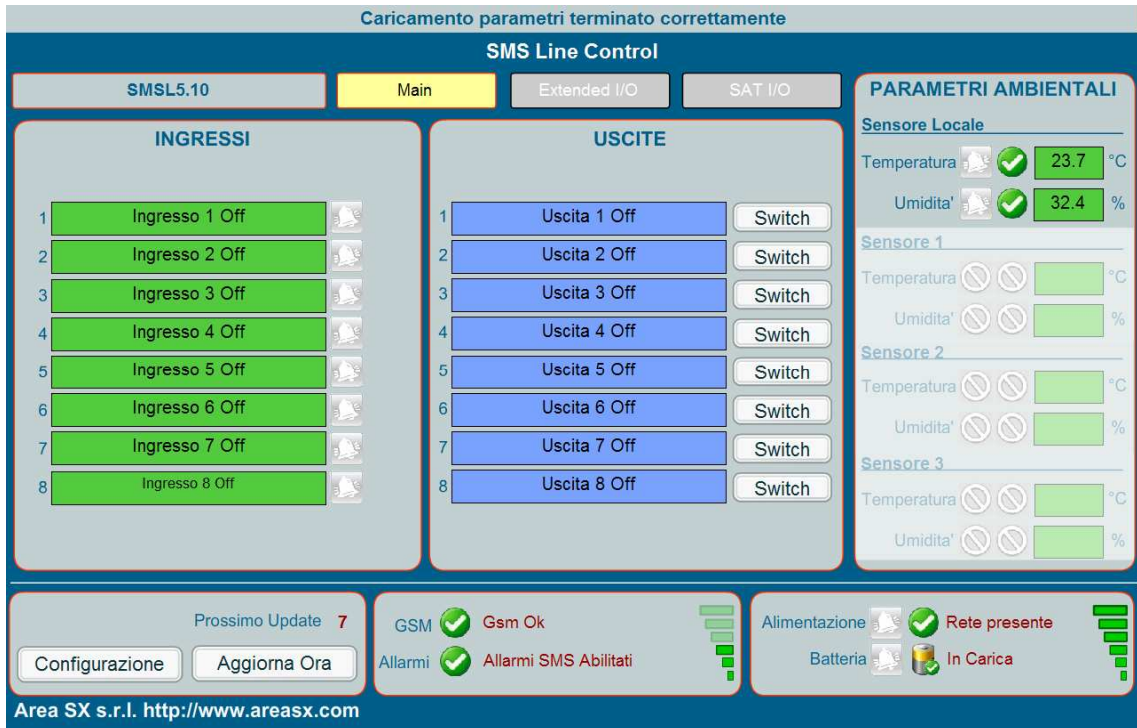 Caricamento parametri terminato correttamente
SMS Line Control
SMSL5.10
Main
Extended I/O
SAT I/O
INGRESSI
1 Ingresso 1 Off
2 Ingresso 2 Off
3 Ingresso 3 Off
4 Ingresso 4 Off
5 Ingresso 5 Off
6 Ingresso 6 Off
7 Ingresso 7 Off
8 Ingresso 8 Off
USCITE
1 Uscita 1 Off Switch
2 Uscita 2 Off Switch
3 Uscita 3 Off Switch
4 Uscita 4 Off Switch
5 Uscita 5 Off Switch
6 Uscita 6 Off Switch
7 Uscita 7 Off Switch
8 Uscita 8 Off Switch
PARAMETRI AMBIENTALI
Sensore Locale
Temperatura 23.7 °C
Umidita' 32.4 %
Sensore 1
Temperatura °C
Umidita' %
Sensore 2
Temperatura °C
Umidita' %
Sensore 3
Temperatura °C
Umidita' %
Prossimo Update 7
Configurazione
Aggiorna Ora
GSM Gsm Ok
Allarmi Allarmi SMS Abilitati
Alimentazione Rete presente
Batteria In Carica
Area SX s.r.l. http://www.areasx.com